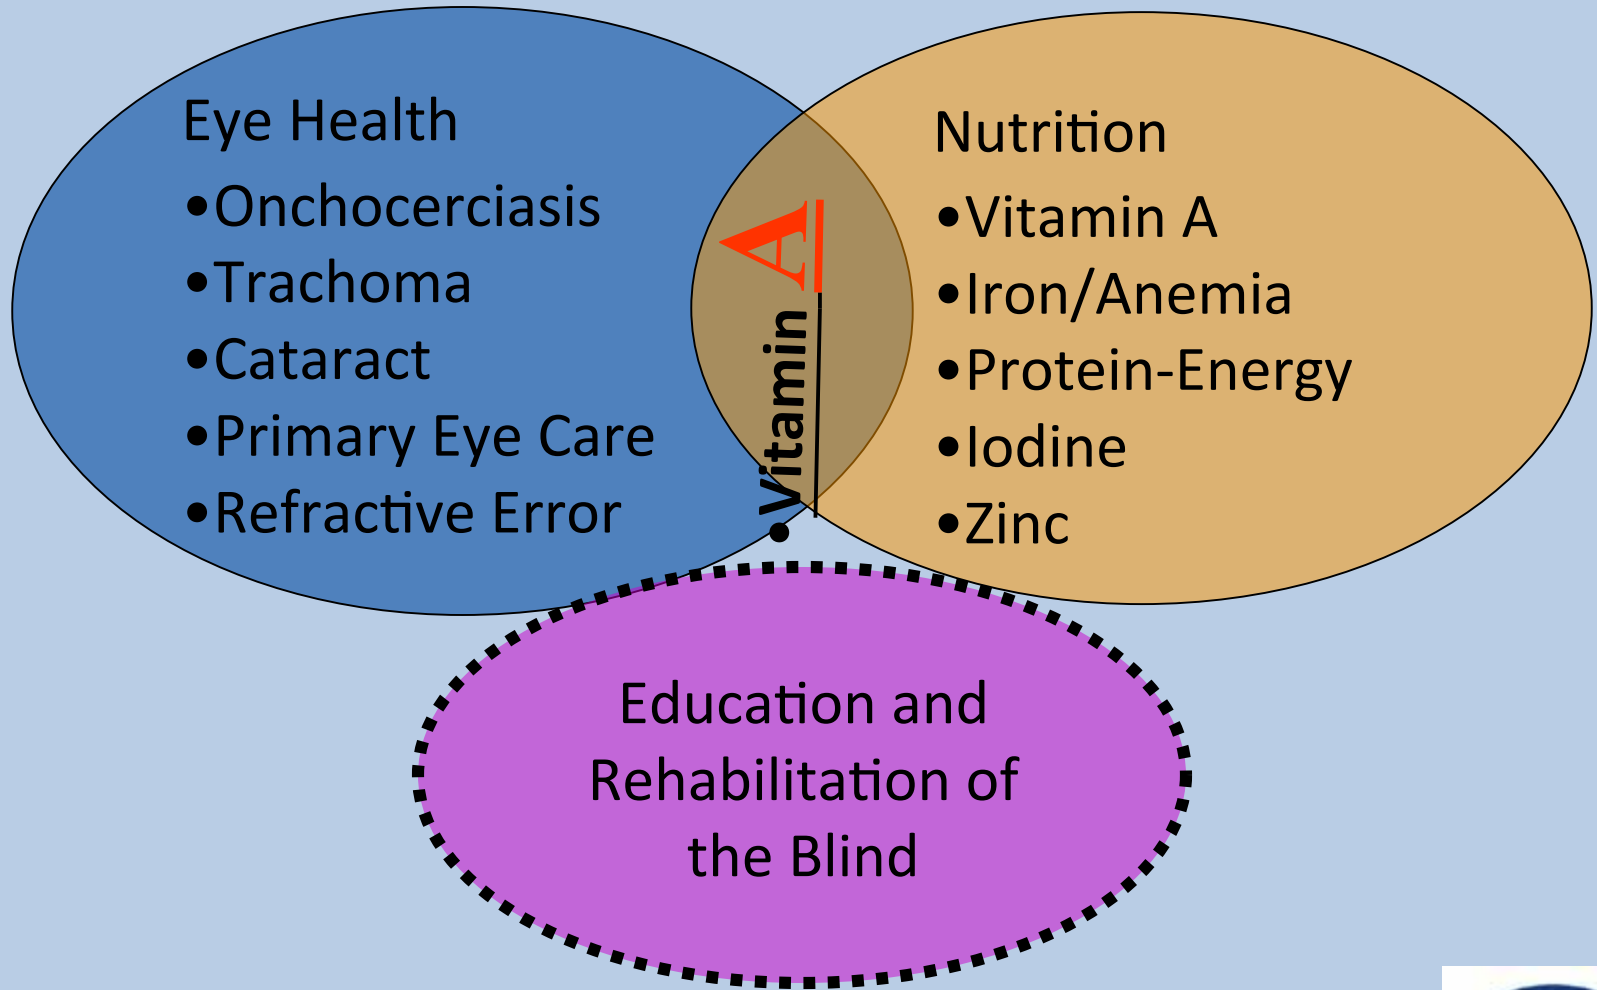 Eye Health
•Onchocerciasis
•Trachoma
•Cataract
•Primary Eye Care
•Refractive Error
•Vitamin A
Nutrition
•Vitamin A
•Iron/Anemia
•Protein-Energy
•Iodine
•Zinc
Education and
Rehabilitation of
the Blind